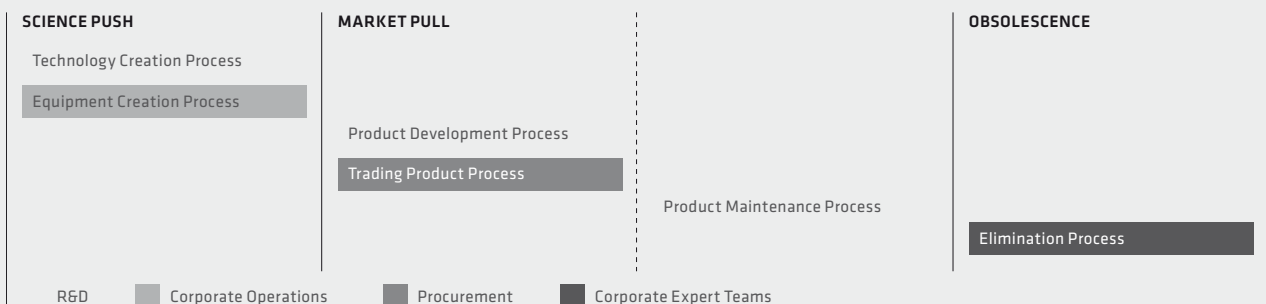 SCIENCE PUSH
MARKET PULL
OBSOLESCENCE
Technology Creation Process
Equipment Creation Process
Product Development Process
Trading Product Process
Product Maintenance Process
Elimination Process
R&D
Corporate Operations
Procurement
Corporate Expert Teams